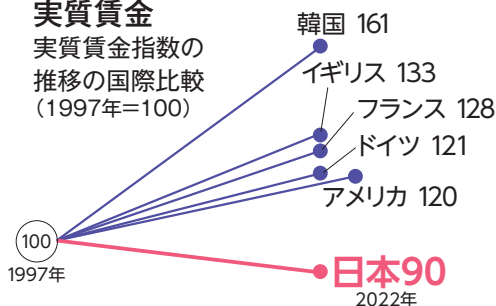 実質賃金
実質賃金指数の
推移の国際比較
(1997年=100)
韓国 161
イギリス 133
フランス 128
ドイツ 121
アメリカ 120
100
1997年
日本90
2022年